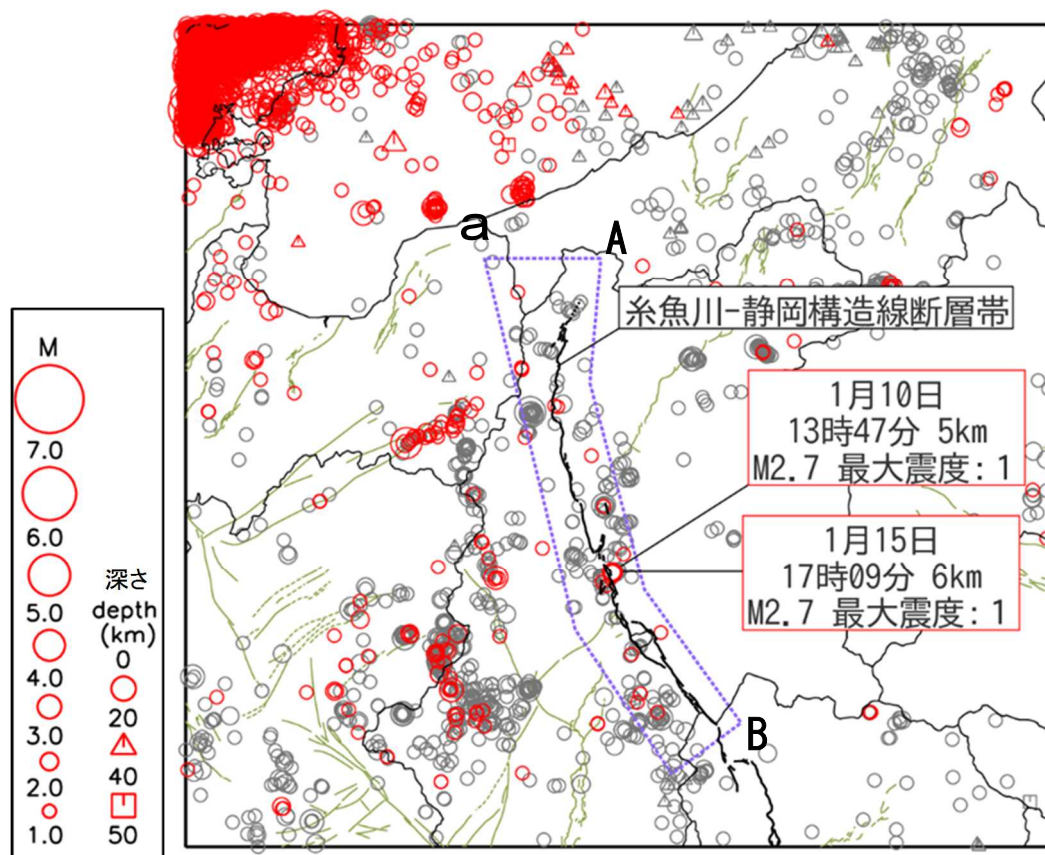 a
A
糸魚川−静岡構造線断層帯
1月10日
13時47分 5km
M2.7 最大震度:1
1月15日
17時09分 6km
M2.7 最大震度:1
B
M
7.0
6.0
5.0
4.0
3.0
2.0
1.0
深さ
depth
(km)
0
20
40
50